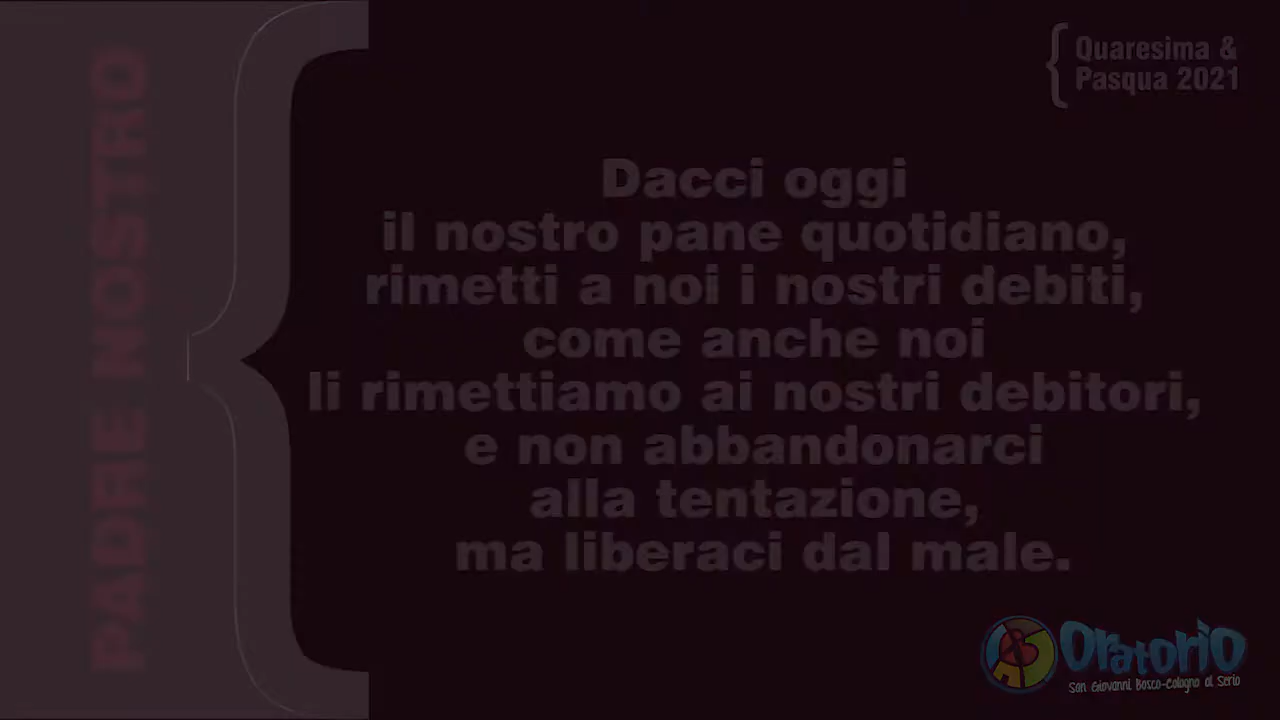 PADRE NOSTRO
Quaresima &
Pasqua 2021
Dacci oggi
il nostro pane quotidiano,
rimetti a noi i nostri debiti,
come anche noi
li rimettiamo ai nostri debitori,
e non abbandonarci
alla tentazione,
ma liberaci dal male.
Oratorio
San Giovanni Bosco-Cologno al Serio